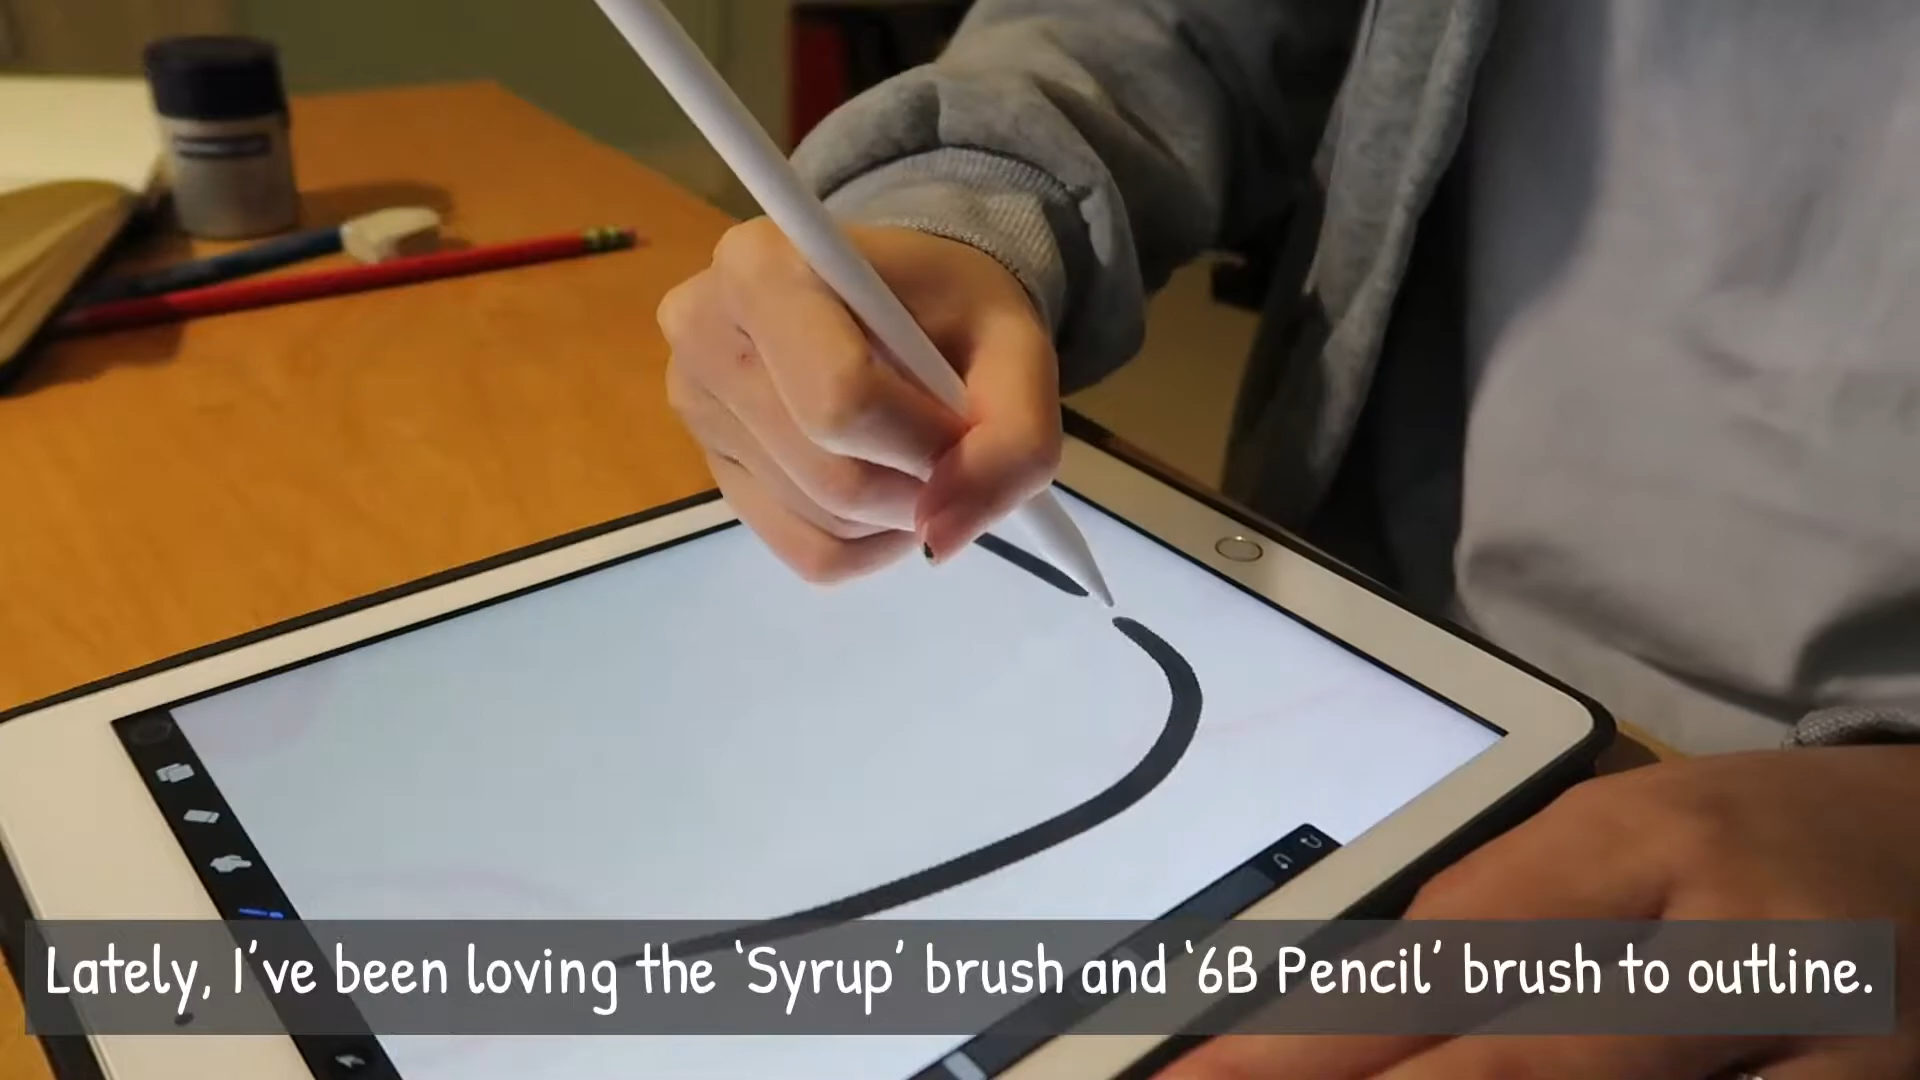 Lately, I've been loving the ‘Syrup’ brush and ‘6B Pencil’ brush to outline.